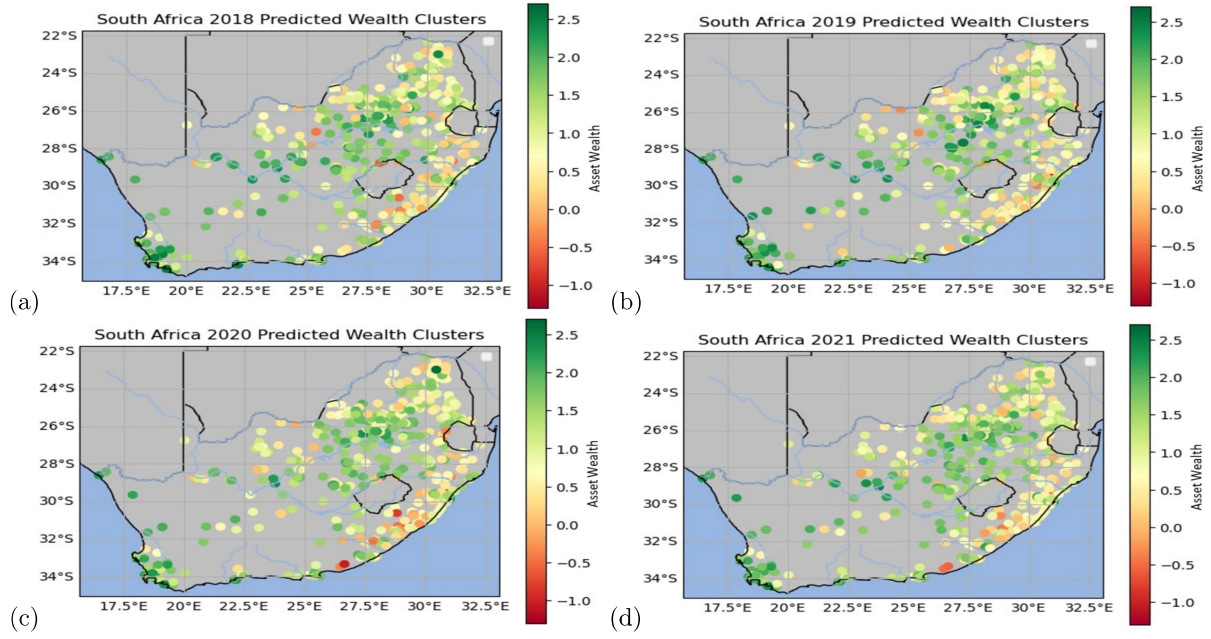 South Africa 2018 Predicted Wealth Clusters
22°S
24°S
26°S
28°S
30°S
32°S
34°S
17.5°E 20°E 22.5°E 25°E 27.5°E 30°E 32.5°E
2.5
2.0
1.5
1.0
0.5
0.0
−0.5
−1.0
Asset Wealth
(a)
South Africa 2019 Predicted Wealth Clusters
22°S
24°S
26°S
28°S
30°S
32°S
34°S
17.5°E 20°E 22.5°E 25°E 27.5°E 30°E 32.5°E
2.5
2.0
1.5
1.0
0.5
0.0
−0.5
−1.0
Asset Wealth
(b)
South Africa 2020 Predicted Wealth Clusters
22°S
24°S
26°S
28°S
30°S
32°S
34°S
17.5°E 20°E 22.5°E 25°E 27.5°E 30°E 32.5°E
2.5
2.0
1.5
1.0
0.5
0.0
−0.5
−1.0
Asset Wealth
(c)
South Africa 2021 Predicted Wealth Clusters
22°S
24°S
26°S
28°S
30°S
32°S
34°S
17.5°E 20°E 22.5°E 25°E 27.5°E 30°E 32.5°E
2.5
2.0
1.5
1.0
0.5
0.0
−0.5
−1.0
Asset Wealth
(d)